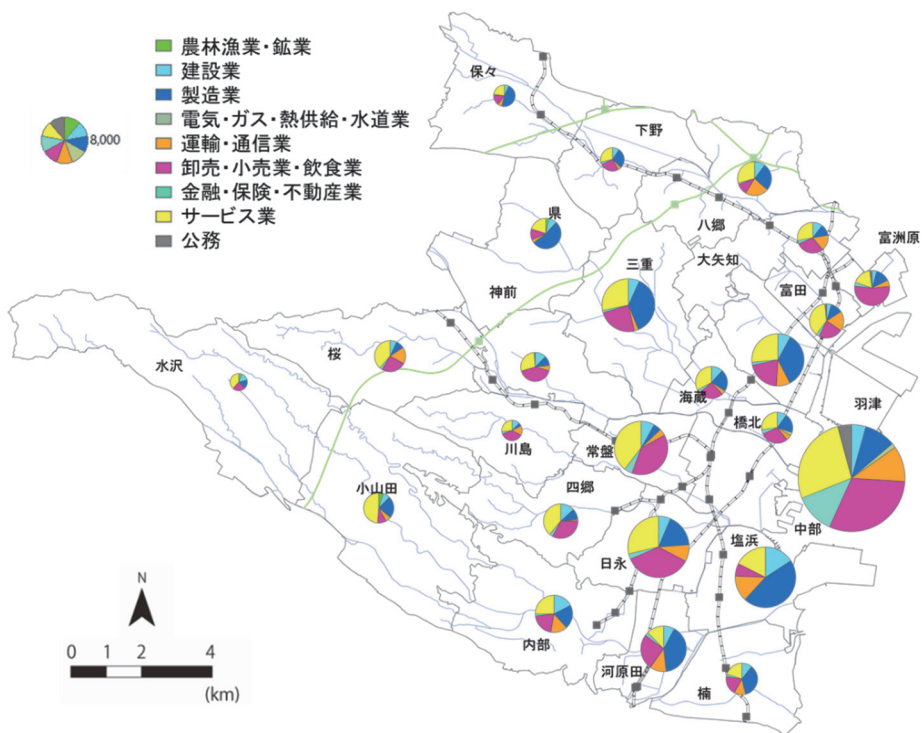 農林漁業・鉱業
建設業
製造業
電気・ガス・熱供給・水道業
運輸・通信業
卸売・小売業・飲食業
金融・保険・不動産業
サービス業
公務
8,000
保々
下野
八郷
県
大矢知
富洲原
三重
富田
神前
桜
水沢
海蔵
羽津
橋北
常盤
川島
小山田
四郷
中部
塩浜
日永
内部
河原田
楠
N
0 1 2 4
(km)